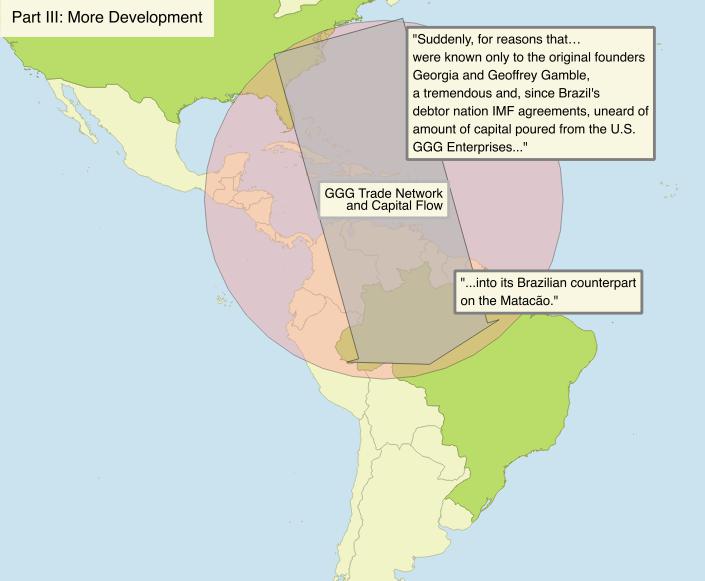 Part III: More Development
"Suddenly, for reasons that…
were known only to the original founders
Georgia and Geoffrey Gamble,
a tremendous and, since Brazil's
debtor nation IMF agreements, uneard of
amount of capital poured from the U.S.
GGG Enterprises..."
GGG Trade Network
and Capital Flow
"...into its Brazilian counterpart
on the Matacão."